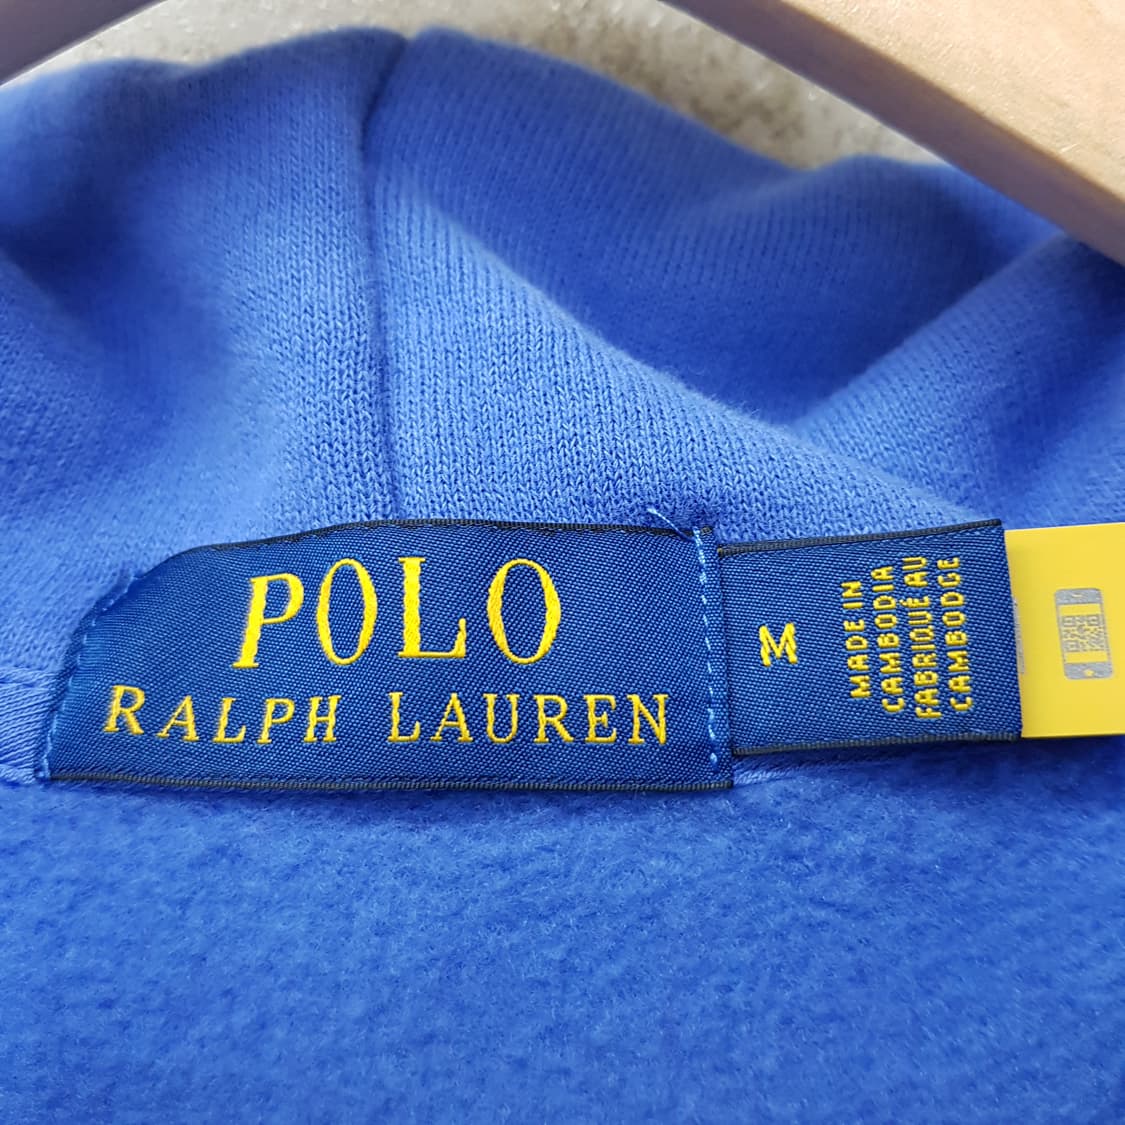 POLO
RALPH LAUREN
M
MADE IN
CAMBODIA
FABRIQUÉ AU
CAMBODGE